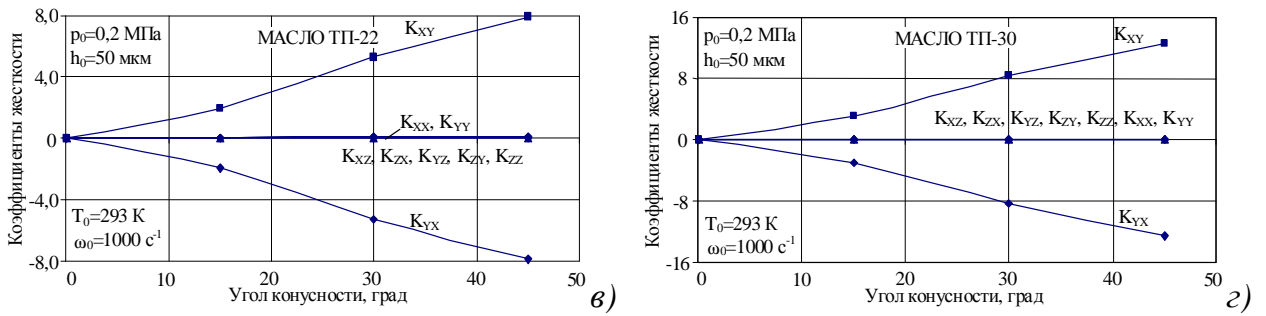 Коэффициенты жесткости
8,0
4,0
0
-4,0
-8,0
p₀=0,2 МПа
h₀=50 мкм
МАСЛО ТП-22
K_XY
K_XX, K_YY
K_XZ, K_ZX, K_YZ, K_ZY, K_ZZ
K_YX
T₀=293 К
ω₀=1000 с⁻¹
0 10 20 30 40 50
Угол конусности, град
в)
Коэффициенты жесткости
16
8
0
-8
-16
p₀=0,2 МПа
h₀=50 мкм
МАСЛО ТП-30
K_XY
K_XZ, K_ZX, K_YZ, K_ZY, K_ZZ, K_XX, K_YY
K_YX
T₀=293 К
ω₀=1000 с⁻¹
0 10 20 30 40 50
Угол конусности, град
г)